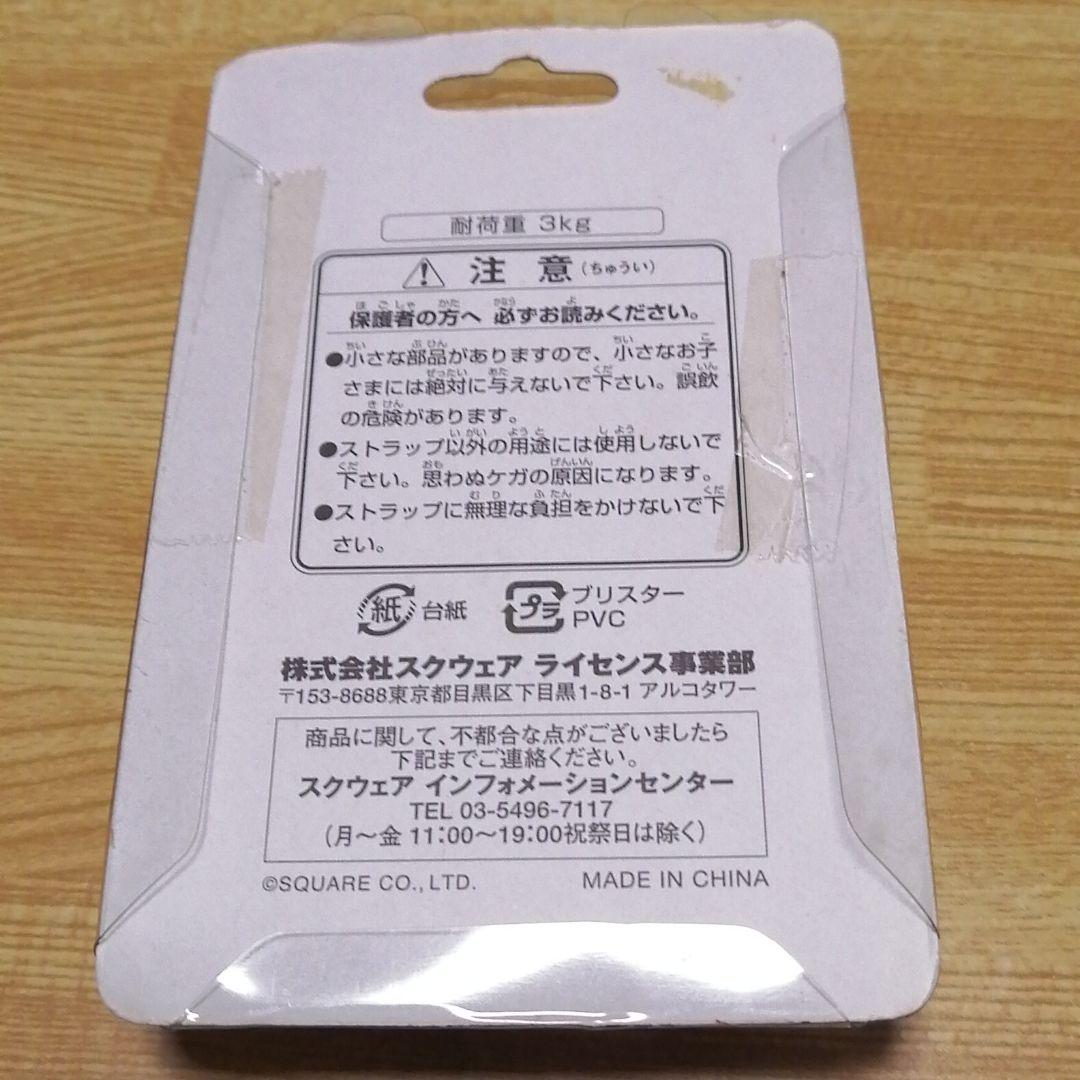 耐荷重 3kg
注 意(ちゅうい)
保護者の方へ 必ずお読みください。
●小さな部品がありますので、小さなお子
さまには絶対に与えないで下さい。誤飲
の危険があります。
●ストラップ以外の用途には使用しないで
下さい。思わぬケガの原因になります。
●ストラップに無理な負担をかけないで下
さい。
紙 台紙
プラ ブリスター
PVC
株式会社スクウェア ライセンス事業部
〒153-8688東京都目黒区下目黒1-8-1 アルコタワー
商品に関して、不都合な点がございましたら
下記までご連絡ください。
スクウェア インフォメーションセンター
TEL 03-5496-7117
(月〜金 11:00〜19:00祝祭日は除く)
©SQUARE CO., LTD.
MADE IN CHINA